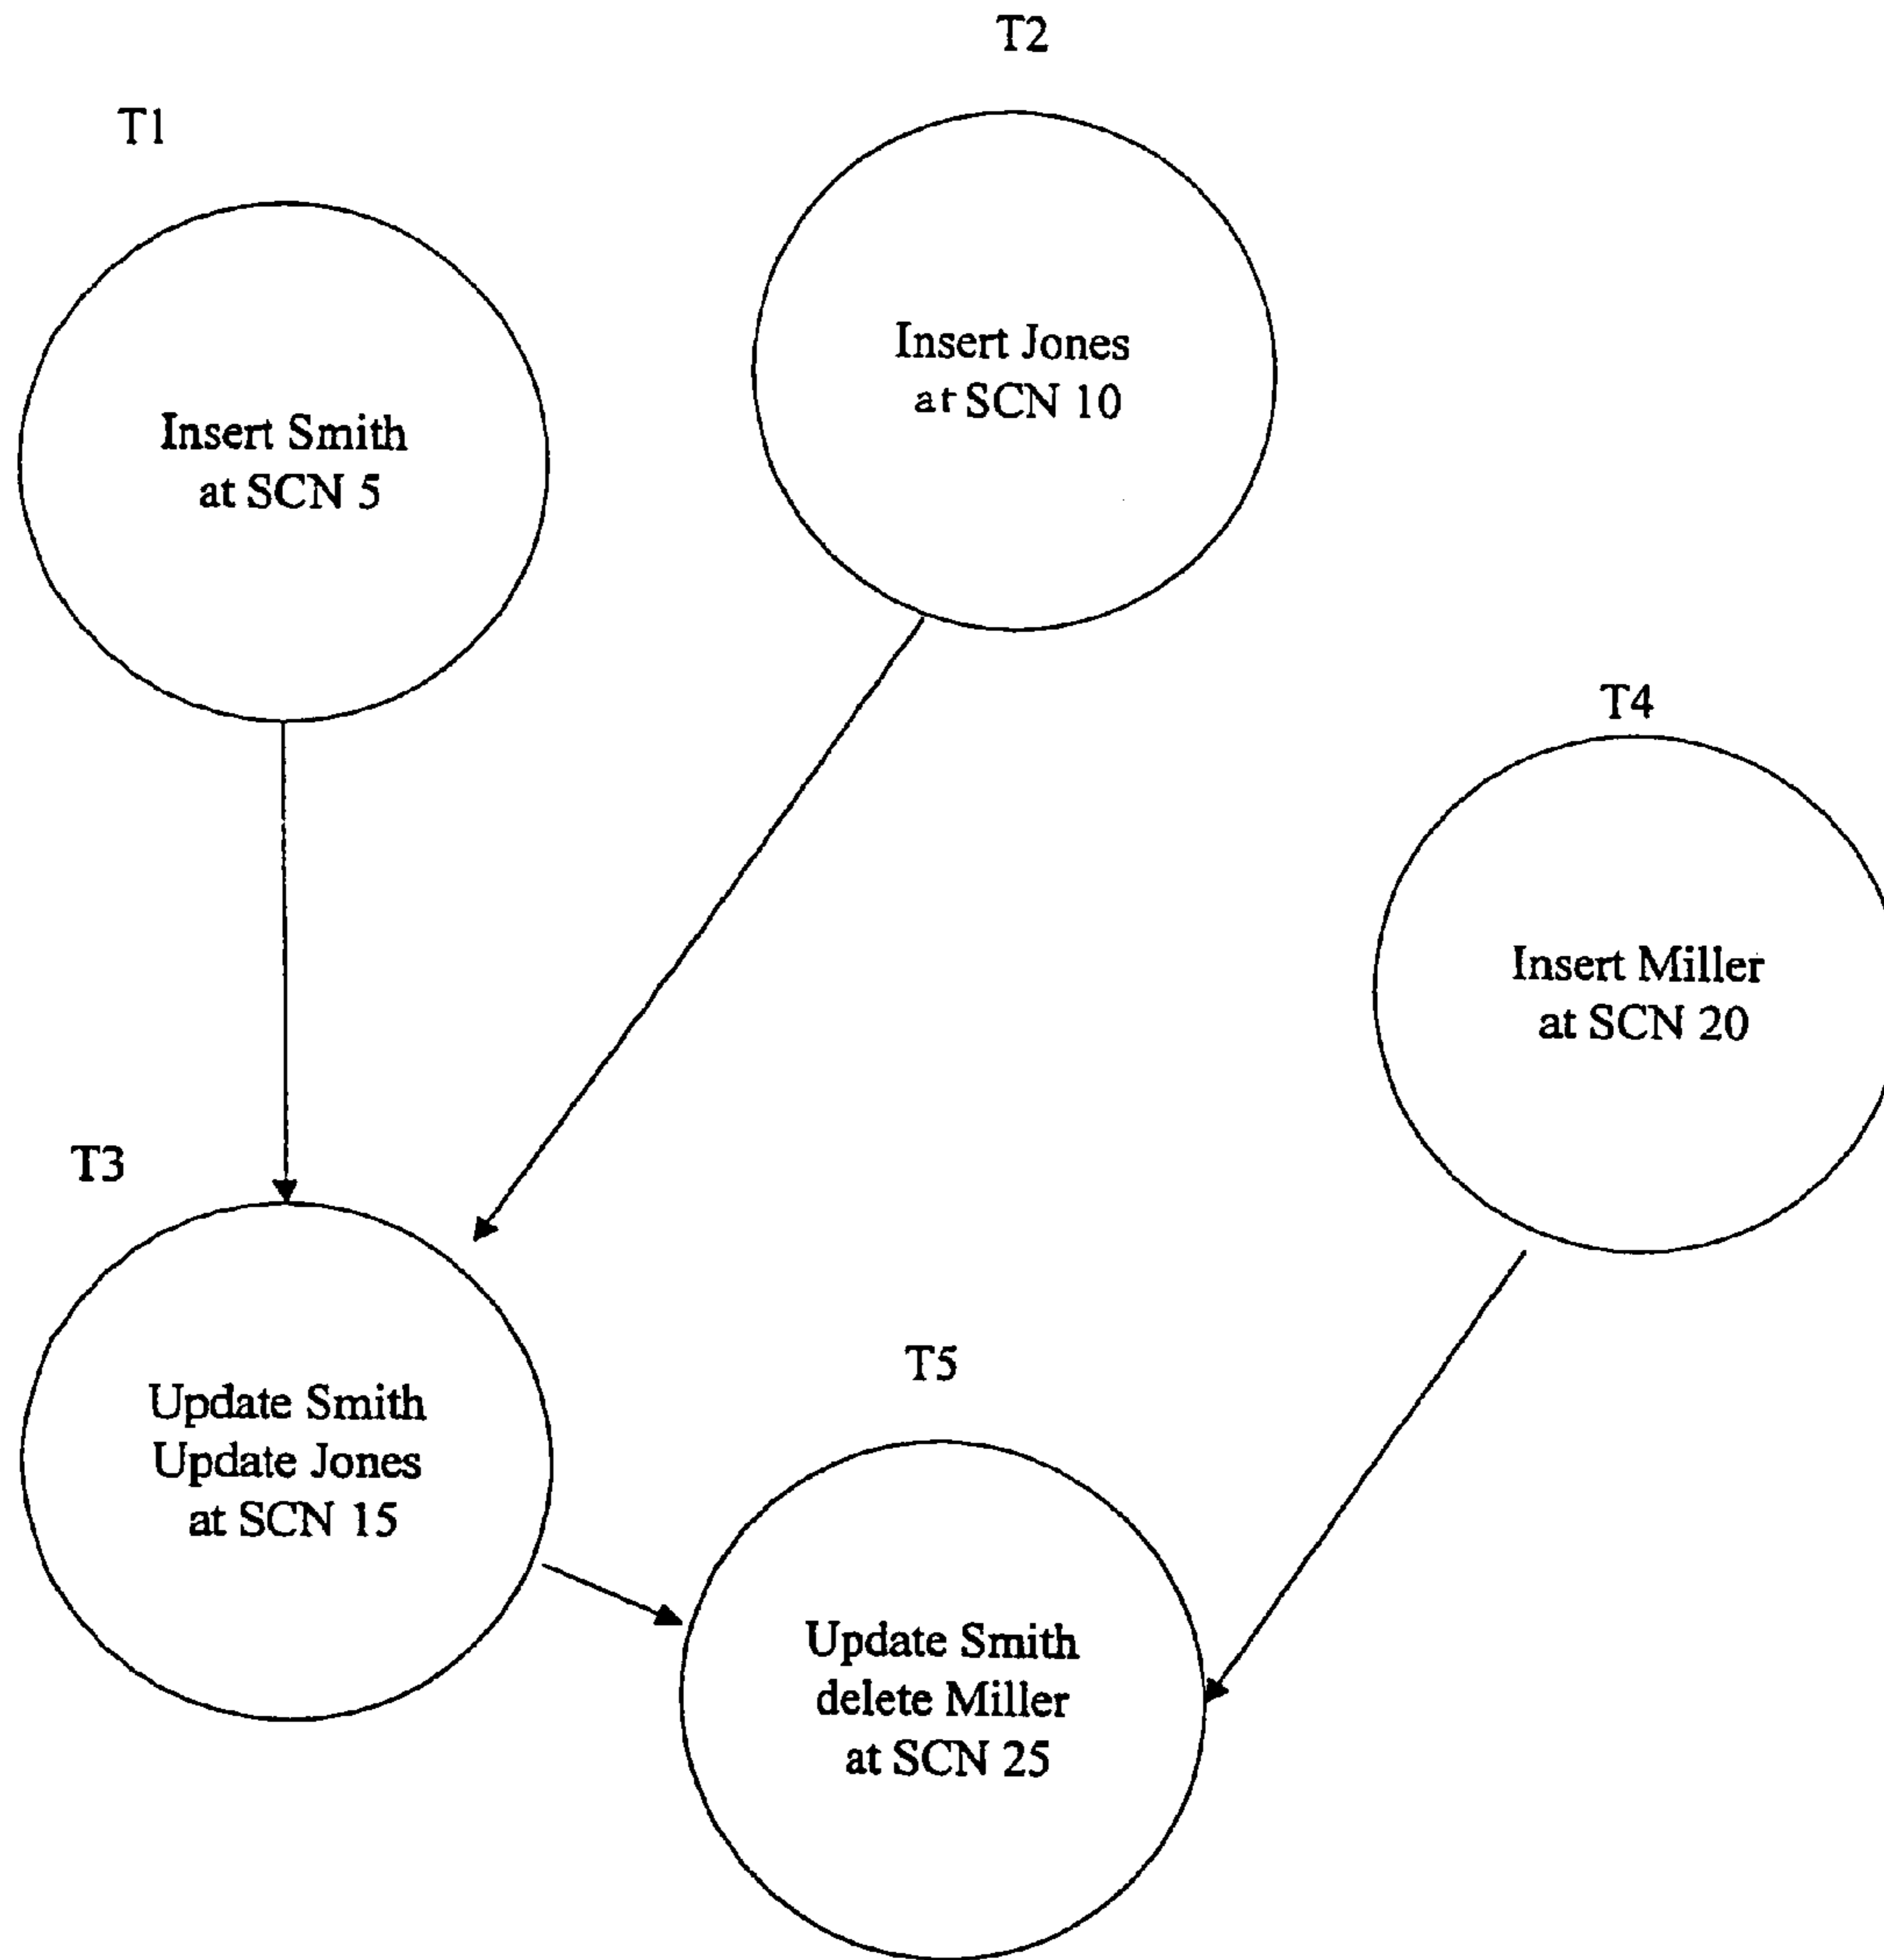 T2
T1
Insert Jones
at SCN 10
Insert Smith
at SCN 5
T4
Insert Miller
at SCN 20
T3
T5
Update Smith
Update Jones
at SCN 15
Update Smith
delete Miller
at SCN 25